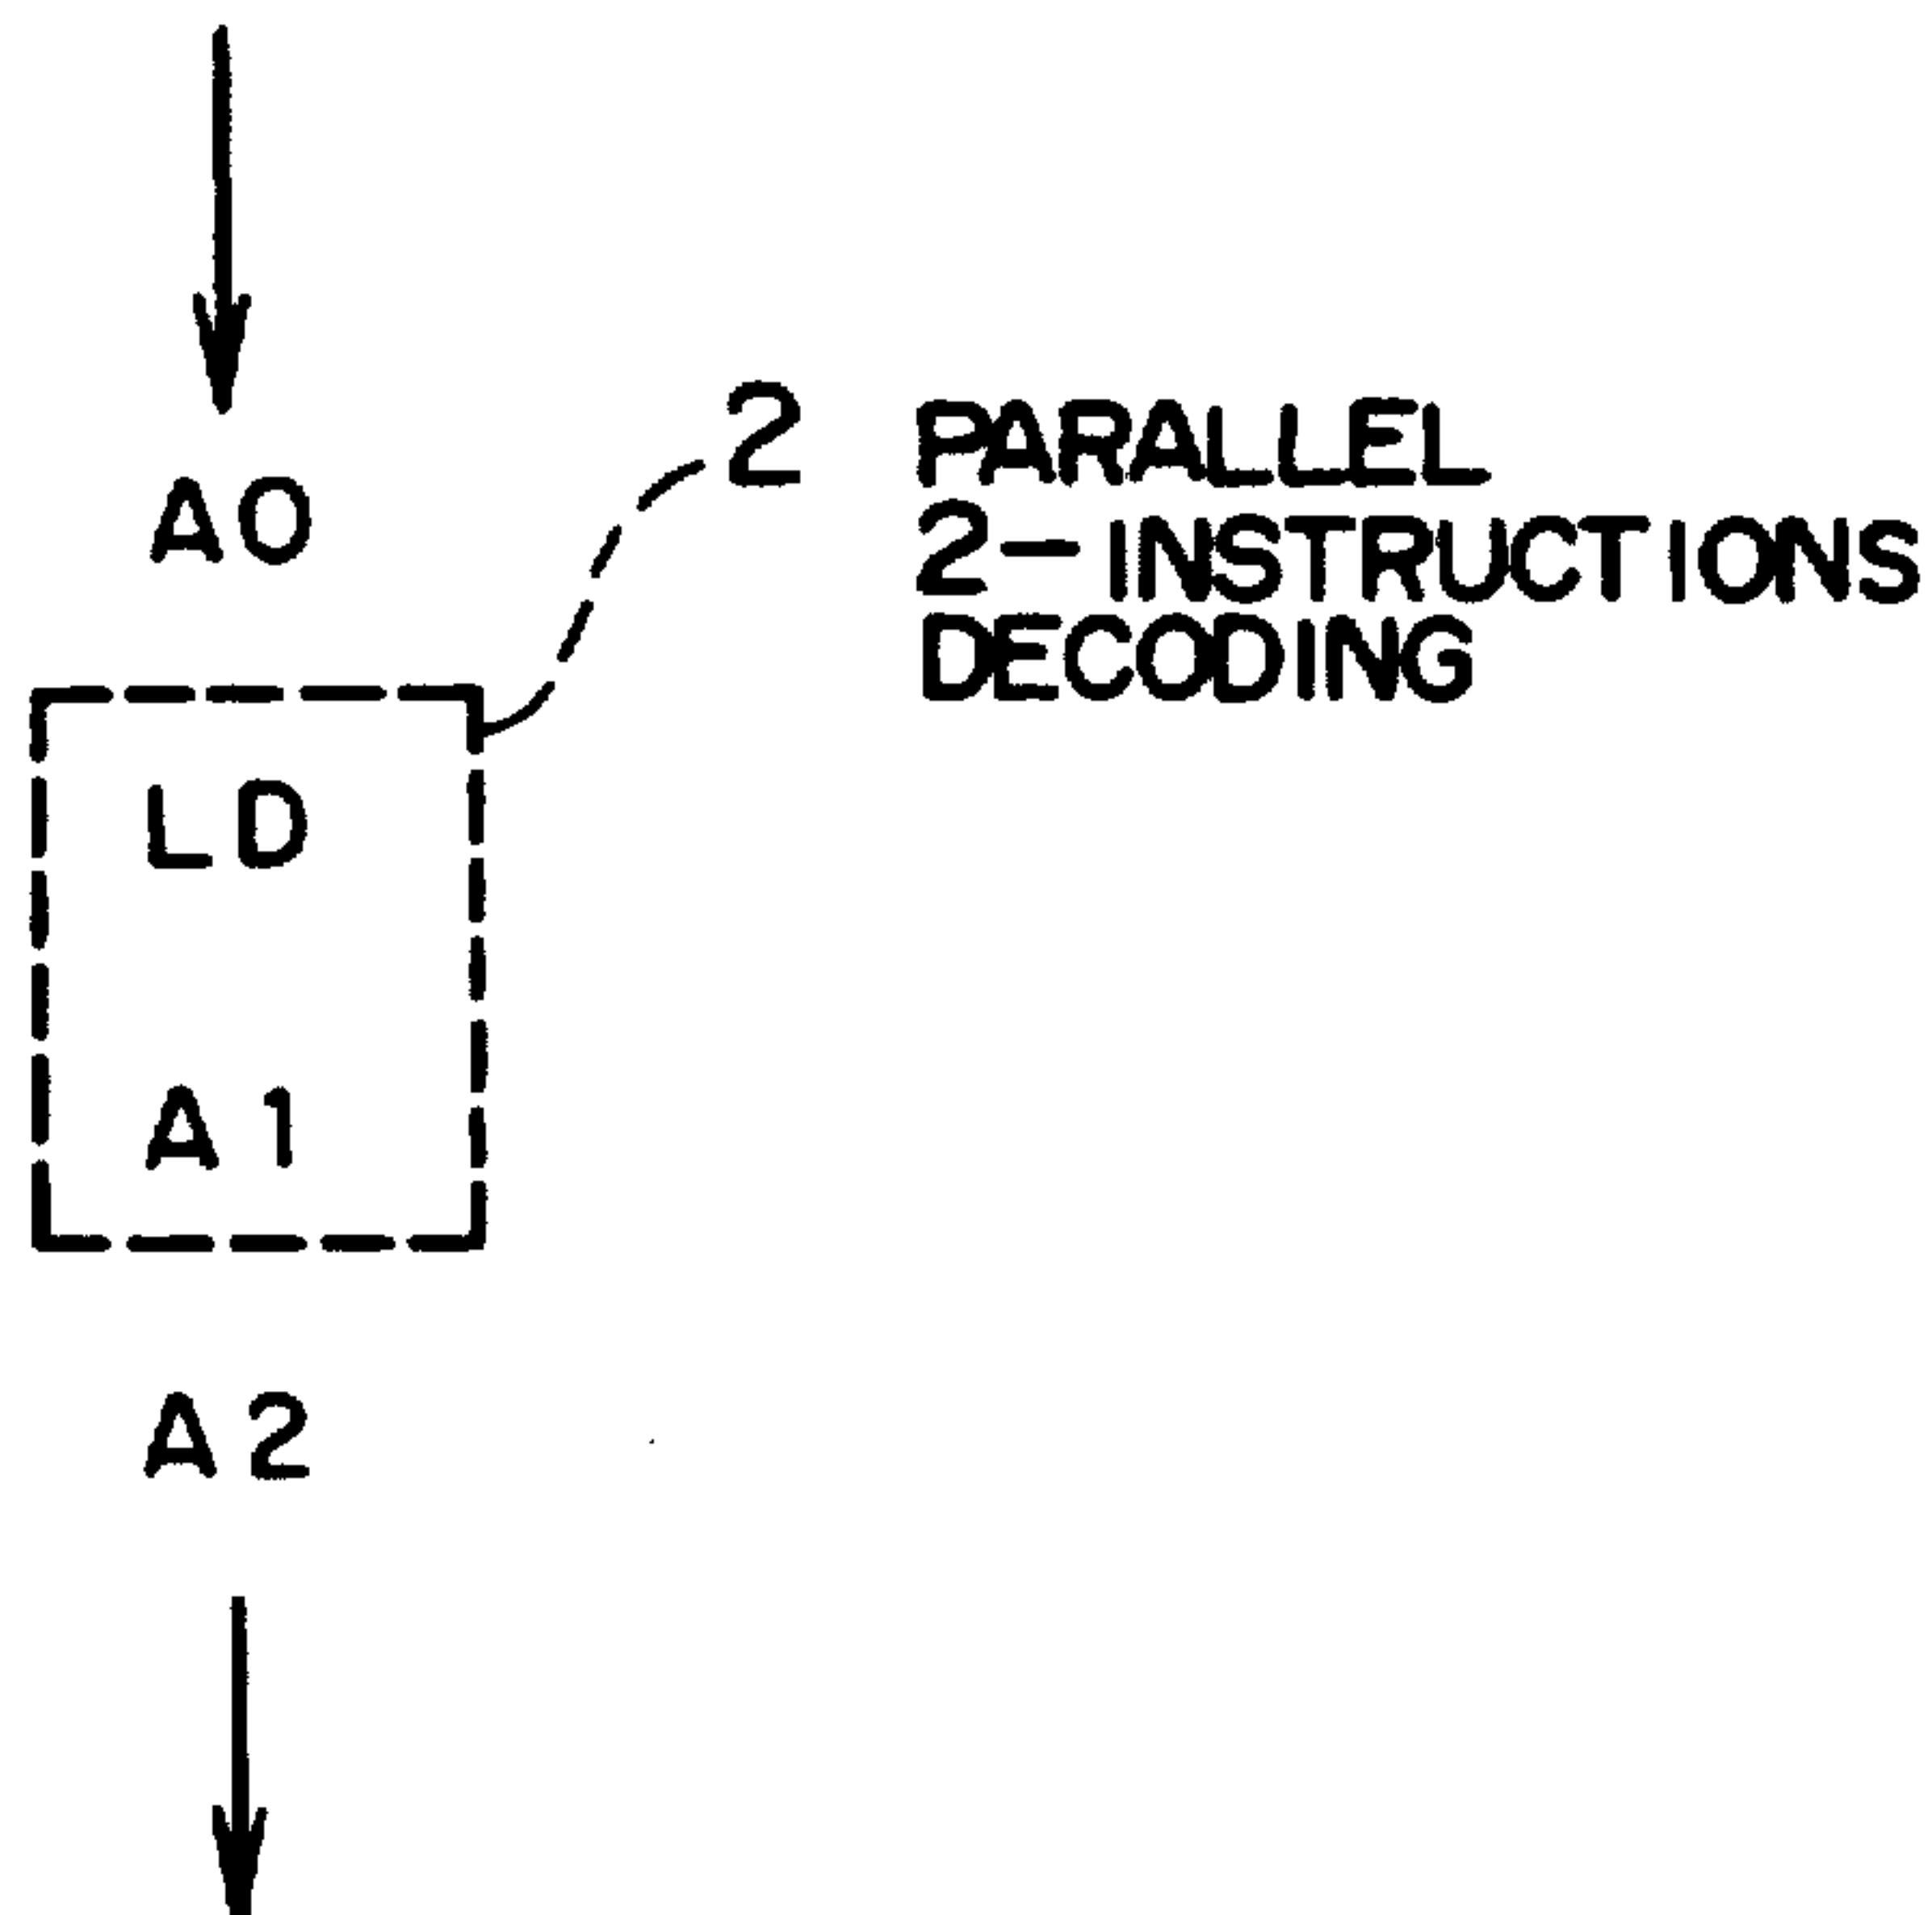 A0
2 PARALLEL
2-INSTRUCTIONS
DECODING
LD
A1
A2